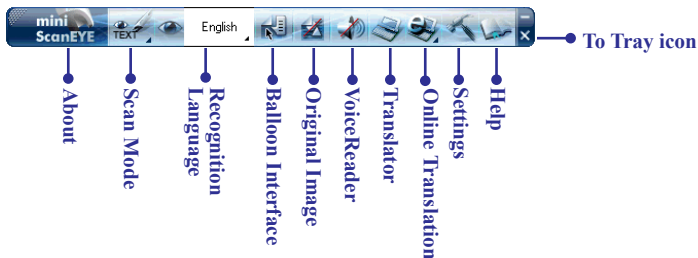 mini
ScanEYE
TEXT
English
To Tray icon
About
Scan Mode
Recognition
Language
Balloon Interface
Original Image
VoiceReader
Translator
Online Translation
Settings
Help